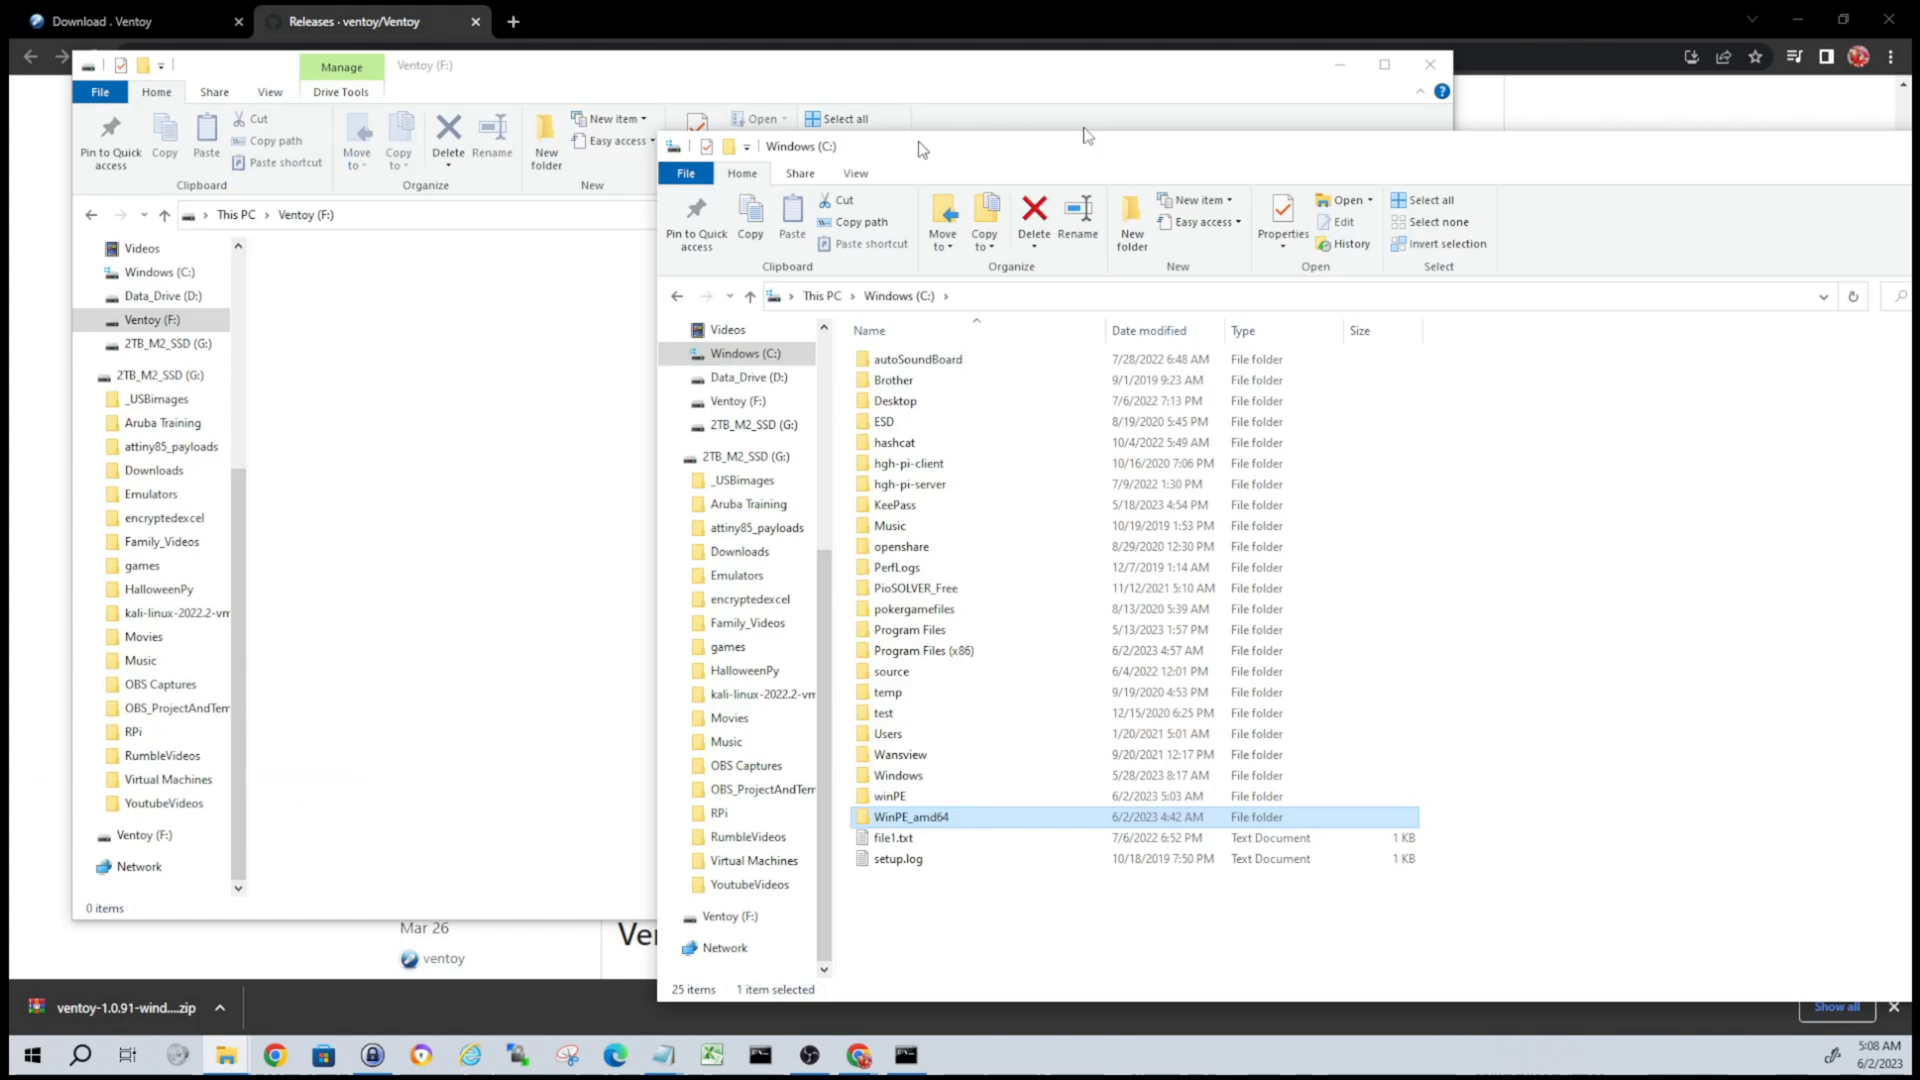 Download . Ventoy
Releases · ventoy/Ventoy
Manage
Ventoy (F:)
File
Home
Share
View
Drive Tools
Pin to Quick access
Copy
Paste
Cut
Copy path
Paste shortcut
Move to
Copy to
Delete
Rename
New folder
New item
Easy access
Open
Select all
Clipboard
Organize
New
This PC
Ventoy (F:)
Videos
Windows (C:)
Data_Drive (D:)
Ventoy (F:)
2TB_M2_SSD (G:)
2TB_M2_SSD (G:)
_USBimages
Aruba Training
attiny85_payloads
Downloads
Emulators
encryptedexcel
Family_Videos
games
HalloweenPy
kali-linux-2022.2-vm
Movies
Music
OBS Captures
OBS_ProjectAndTem
RPi
RumbleVideos
Virtual Machines
YoutubeVideos
Ventoy (F:)
Network
0 items
Windows (C:)
File
Home
Share
View
Pin to Quick access
Copy
Paste
Cut
Copy path
Paste shortcut
Move to
Copy to
Delete
Rename
New folder
New item
Easy access
Properties
Open
Edit
History
Select all
Select none
Invert selection
Clipboard
Organize
New
Open
Select
This PC
Windows (C:)
Videos
Windows (C:)
Data_Drive (D:)
Ventoy (F:)
2TB_M2_SSD (G:)
2TB_M2_SSD (G:)
_USBimages
Aruba Training
attiny85_payloads
Downloads
Emulators
encryptedexcel
Family_Videos
games
HalloweenPy
kali-linux-2022.2-vm
Movies
Music
OBS Captures
OBS_ProjectAndTem
RPi
RumbleVideos
Virtual Machines
YoutubeVideos
Ventoy (F:)
Network
Name Date modified Type Size
autoSoundBoard 7/28/2022 6:48 AM File folder
Brother 9/1/2019 9:23 AM File folder
Desktop 7/6/2022 7:13 PM File folder
ESD 8/19/2020 5:45 PM File folder
hashcat 10/4/2022 5:49 AM File folder
hgh-pi-client 10/16/2020 7:06 PM File folder
hgh-pi-server 7/9/2022 1:30 PM File folder
KeePass 5/18/2023 4:54 PM File folder
Music 10/19/2019 1:53 PM File folder
openshare 8/29/2020 12:30 PM File folder
PerfLogs 12/7/2019 1:14 AM File folder
PioSOLVER_Free 11/12/2021 5:10 AM File folder
pokergamefiles 8/13/2020 5:39 AM File folder
Program Files 5/13/2023 1:57 PM File folder
Program Files (x86) 6/2/2023 4:57 AM File folder
source 6/4/2022 12:01 PM File folder
temp 9/19/2020 4:53 PM File folder
test 12/15/2020 6:25 PM File folder
Users 1/20/2021 5:01 AM File folder
Wansview 9/20/2021 12:17 PM File folder
Windows 5/28/2023 8:17 AM File folder
winPE 6/2/2023 5:03 AM File folder
WinPE_amd64 6/2/2023 4:42 AM File folder
file1.txt 7/6/2022 6:52 PM Text Document 1 KB
setup.log 10/18/2019 7:50 PM Text Document 1 KB
25 items 1 item selected
Mar 26
ventoy
Ve
ventoy-1.0.91-wind....zip
Show all
5:08 AM
6/2/2023